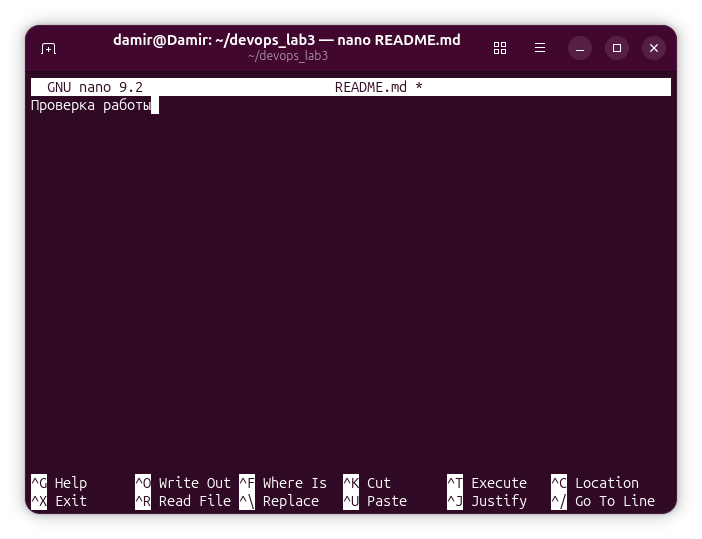 damir@Damir: ~/devops_lab3 — nano README.md
~/devops_lab3
GNU nano 9.2 README.md *
Проверка работы
^G Help ^O Write Out ^F Where Is ^K Cut ^T Execute ^C Location
^X Exit ^R Read File ^\ Replace ^U Paste ^J Justify ^/ Go To Line